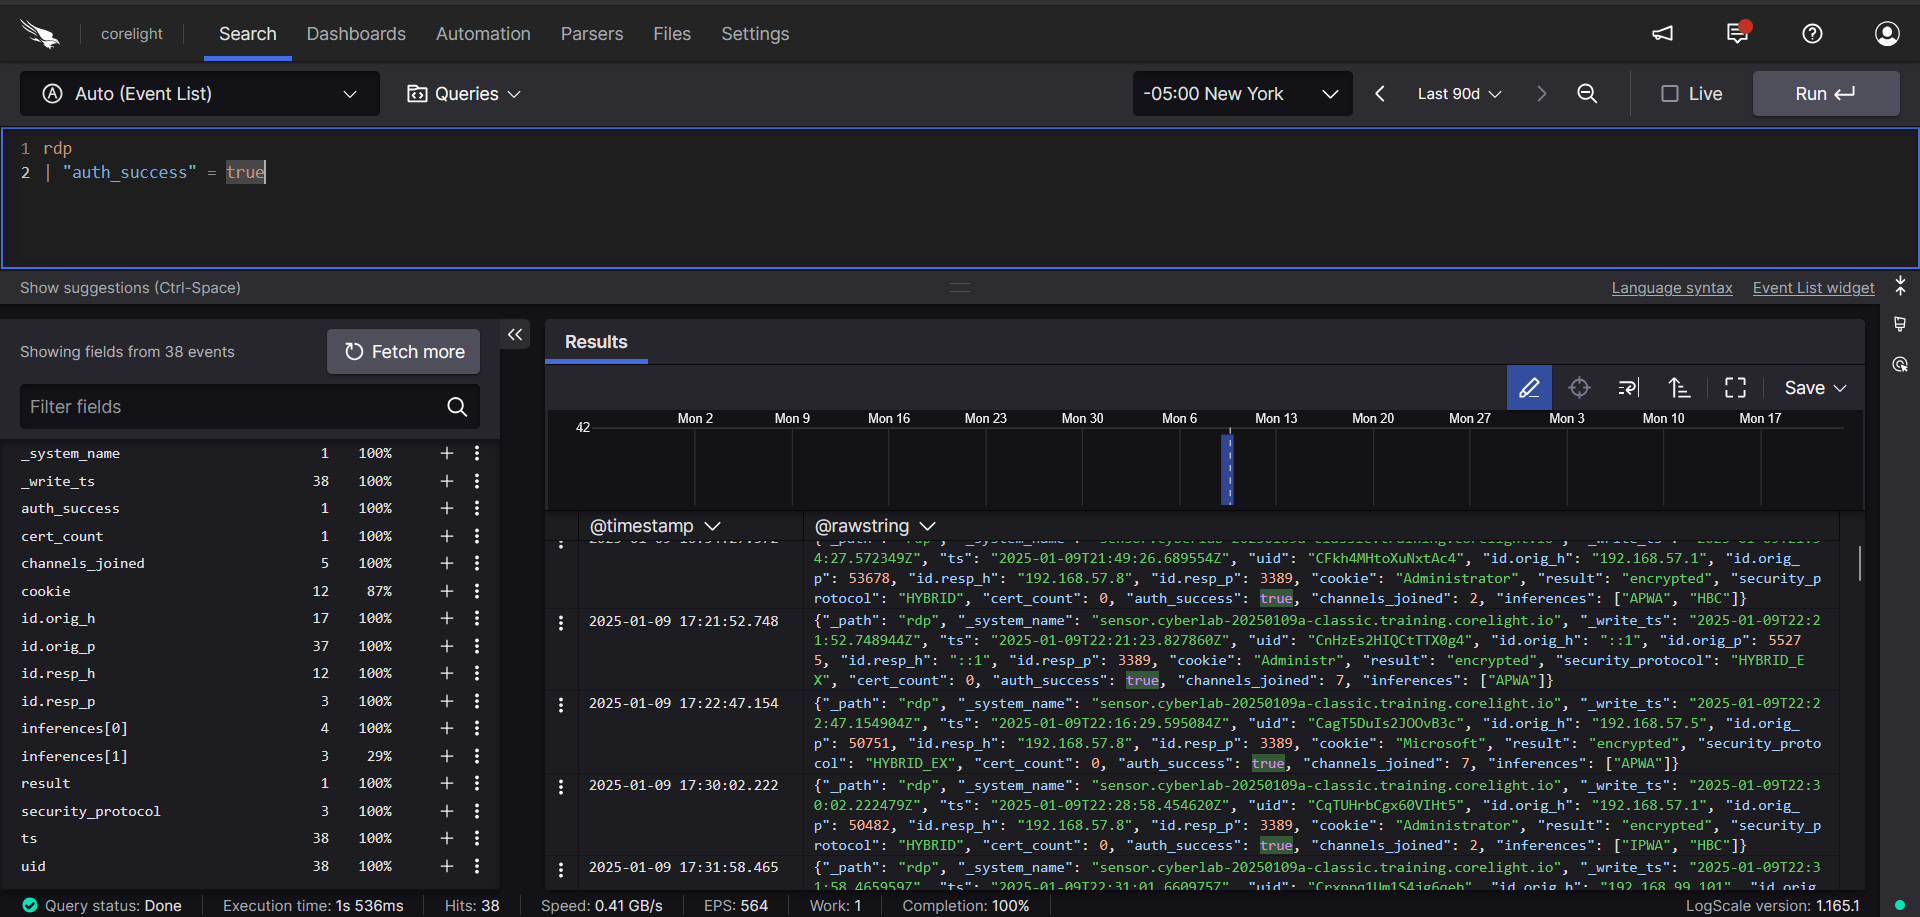 corelight Search Dashboards Automation Parsers Files Settings
Auto (Event List) Queries -05:00 New York Last 90d Live Run
1 rdp
2 | "auth_success" = true
Show suggestions (Ctrl-Space) Language syntax Event List widget
Showing fields from 38 events Fetch more
Filter fields
_system_name 1 100%
_write_ts 38 100%
auth_success 1 100%
cert_count 1 100%
channels_joined 5 100%
cookie 12 87%
id.orig_h 17 100%
id.orig_p 37 100%
id.resp_h 12 100%
id.resp_p 3 100%
inferences[0] 4 100%
inferences[1] 3 29%
result 1 100%
security_protocol 3 100%
ts 38 100%
uid 38 100%
Results
Save
Mon 2 Mon 9 Mon 16 Mon 23 Mon 30 Mon 6 Mon 13 Mon 20 Mon 27 Mon 3 Mon 10 Mon 17
42
@timestamp @rawstring
4:27.572349Z", "ts": "2025-01-09T21:49:26.689554Z", "uid": "CFkh4MHtoXuNxtAc4", "id.orig_h": "192.168.57.1", "id.orig_
p": 53678, "id.resp_h": "192.168.57.8", "id.resp_p": 3389, "cookie": "Administrator", "result": "encrypted", "security_p
rotocol": "HYBRID", "cert_count": 0, "auth_success": true, "channels_joined": 2, "inferences": ["APWA", "HBC"]}
2025-01-09 17:21:52.748 {"_path": "rdp", "_system_name": "sensor.cyberlab-20250109a-classic.training.corelight.io", "_write_ts": "2025-01-09T22:2
1:52.748944Z", "ts": "2025-01-09T22:21:23.827860Z", "uid": "CnHzEs2HIQCtTTX0g4", "id.orig_h": "::1", "id.orig_p": 5527
5, "id.resp_h": "::1", "id.resp_p": 3389, "cookie": "Administr", "result": "encrypted", "security_protocol": "HYBRID_E
X", "cert_count": 0, "auth_success": true, "channels_joined": 7, "inferences": ["APWA"]}
2025-01-09 17:22:47.154 {"_path": "rdp", "_system_name": "sensor.cyberlab-20250109a-classic.training.corelight.io", "_write_ts": "2025-01-09T22:2
2:47.154904Z", "ts": "2025-01-09T22:16:29.595084Z", "uid": "CagT5DuIs2JOOvB3c", "id.orig_h": "192.168.57.5", "id.orig_
p": 50751, "id.resp_h": "192.168.57.8", "id.resp_p": 3389, "cookie": "Microsoft", "result": "encrypted", "security_proto
col": "HYBRID_EX", "cert_count": 0, "auth_success": true, "channels_joined": 7, "inferences": ["APWA"]}
2025-01-09 17:30:02.222 {"_path": "rdp", "_system_name": "sensor.cyberlab-20250109a-classic.training.corelight.io", "_write_ts": "2025-01-09T22:3
0:02.222479Z", "ts": "2025-01-09T22:28:58.454620Z", "uid": "CqTUHrbCgx60VIHt5", "id.orig_h": "192.168.57.1", "id.orig_
p": 50482, "id.resp_h": "192.168.57.8", "id.resp_p": 3389, "cookie": "Administrator", "result": "encrypted", "security_p
rotocol": "HYBRID", "cert_count": 0, "auth_success": true, "channels_joined": 2, "inferences": ["IPWA", "HBC"]}
2025-01-09 17:31:58.465 {"_path": "rdp", "_system_name": "sensor.cyberlab-20250109a-classic.training.corelight.io", "_write_ts": "2025-01-09T22:3
Query status: Done Execution time: 1s 536ms Hits: 38 Speed: 0.41 GB/s EPS: 564 Work: 1 Completion: 100% LogScale version: 1.165.1